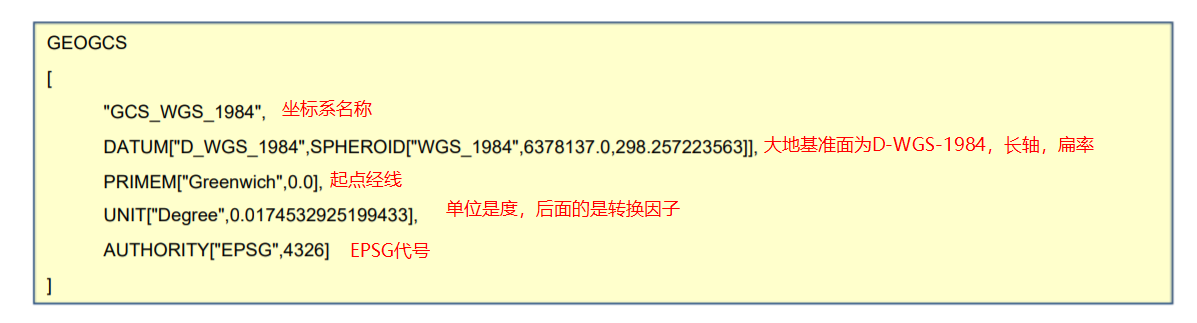 GEOGCS
[
"GCS_WGS_1984", 坐标系名称
DATUM["D_WGS_1984",SPHEROID["WGS_1984",6378137.0,298.257223563]], 大地基准面为D-WGS-1984，长轴，扁率
PRIMEM["Greenwich",0.0], 起点经线
UNIT["Degree",0.0174532925199433], 单位是度，后面的是转换因子
AUTHORITY["EPSG",4326] EPSG代号
]